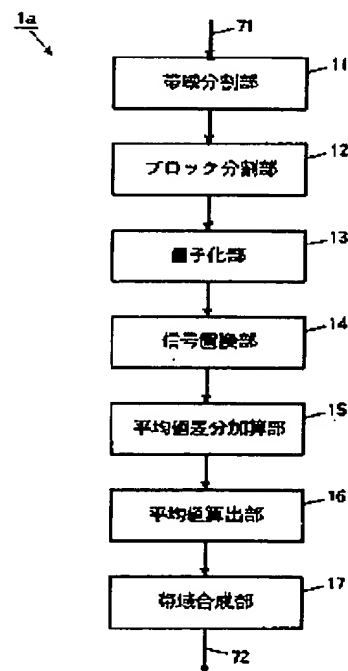 1a
71
11
帯域分割部
12
ブロック分割部
13
量子化部
14
信号置換部
15
平均値差分加算部
16
平均値算出部
17
帯域合成部
72